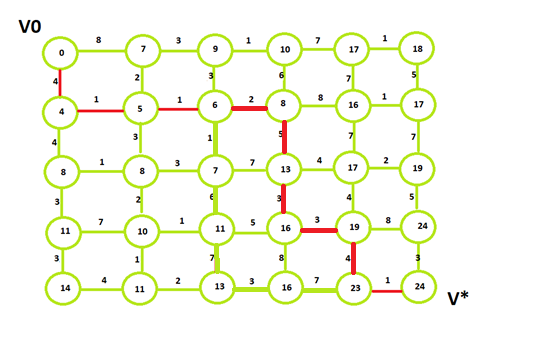 V0
8 3 1 7 1
0 7 9 10 17 18
4 2 3 6 7 5
1 1 2 8 1
4 5 6 8 16 17
4 3 1 5 7 7
1 3 7 4 2
8 8 7 13 17 19
3 2 6 3 4 5
7 1 5 3 8
11 10 11 16 19 24
3 1 7 8 4 3
4 2 3 7 1
14 11 13 16 23 24
V*